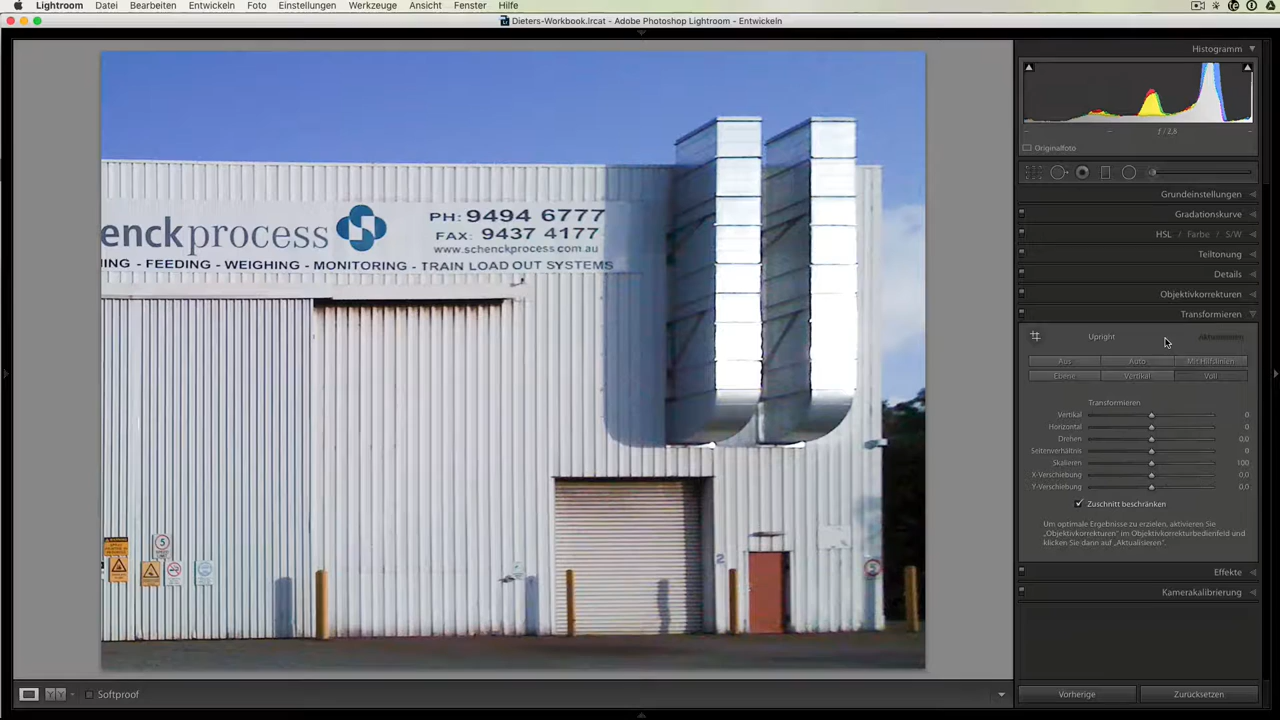 Lightroom Datei Bearbeiten Entwickeln Foto Einstellungen Werkzeuge Ansicht Fenster Hilfe
Dieters-Workbook.lrcat - Adobe Photoshop Lightroom - Entwickeln
Histogramm
f / 2,8
Originalfoto
Grundeinstellungen
Gradationskurve
HSL / Farbe / S/W
Teiltonung
Details
Objektivkorrekturen
Transformieren
Upright Aktualisieren
Aus Auto Mit Hilfslinien
Ebene Vertikal Voll
Transformieren
Vertikal 0
Horizontal 0
Drehen 0,0
Seitenverhältnis 0
Skalieren 100
X-Verschiebung 0,0
Y-Verschiebung 0,0
Zuschnitt beschränken
Um optimale Ergebnisse zu erzielen, aktivieren Sie
„Objektivkorrekturen" im Objektivkorrekturbedienfeld und
klicken Sie dann auf „Aktualisieren".
Effekte
Kamerakalibrierung
Vorherige Zurücksetzen
Softproof
enckprocess
PH: 9494 6777
FAX: 9437 4177
www.schenckprocess.com.au
ING - FEEDING - WEIGHING - MONITORING - TRAIN LOAD OUT SYSTEMS
5
2
5